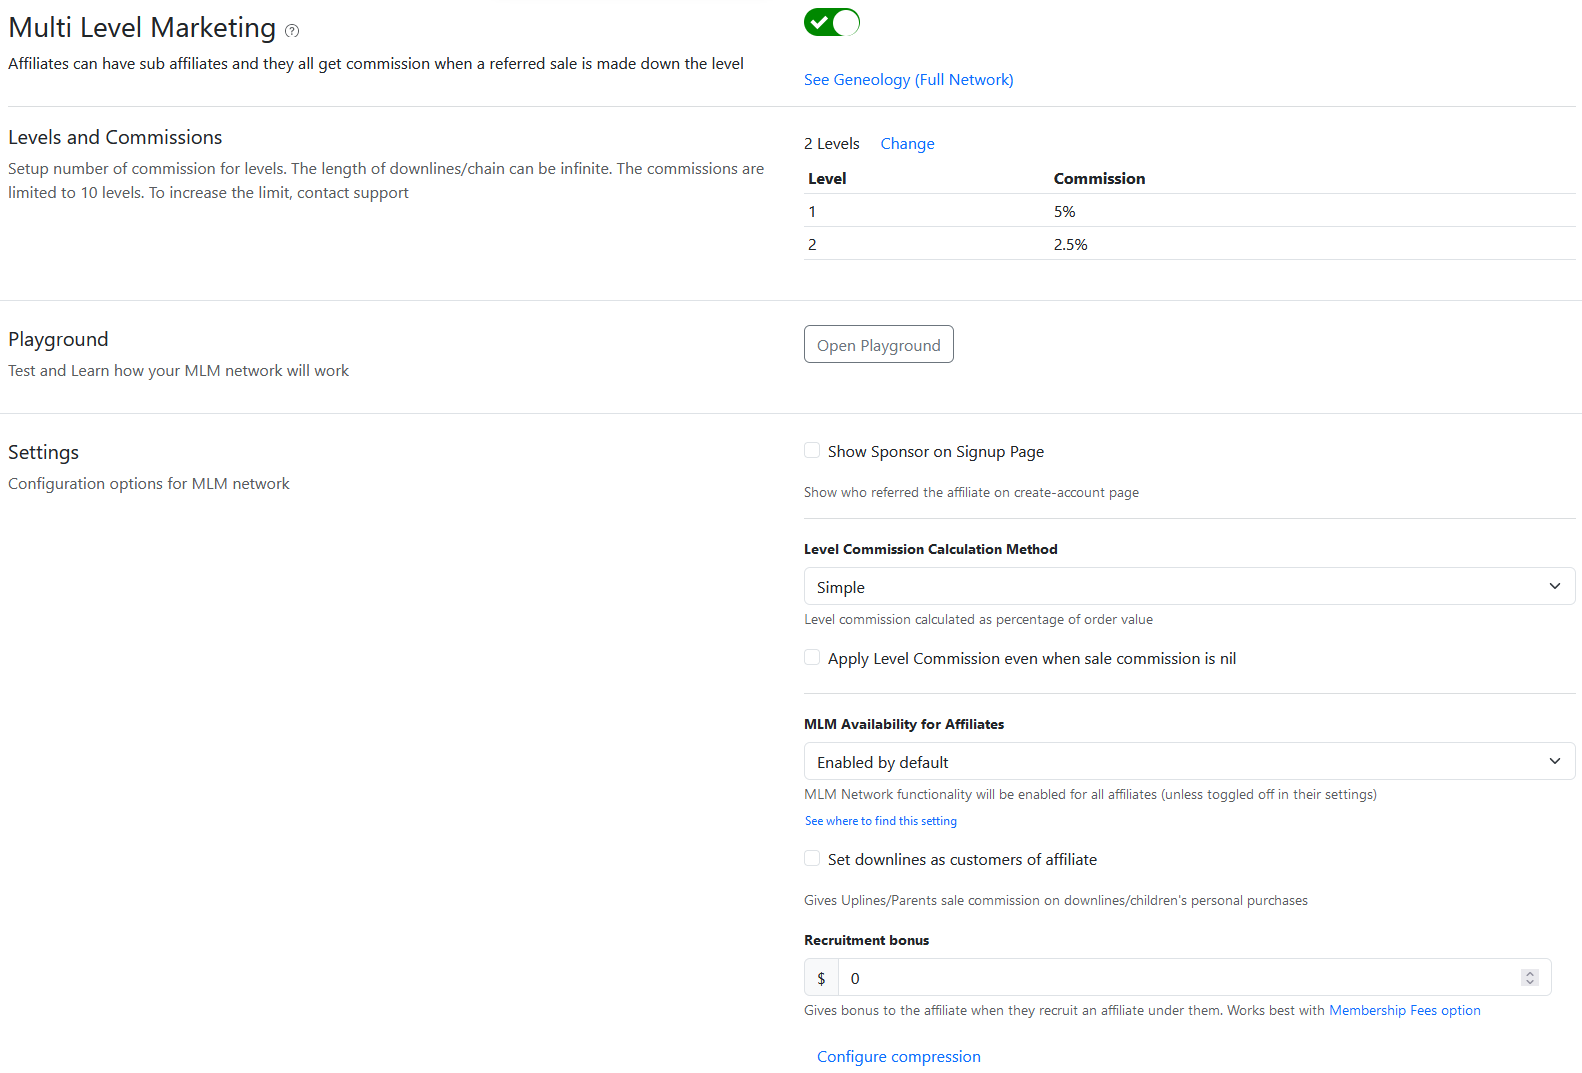 Multi Level Marketing
Affiliates can have sub affiliates and they all get commission when a referred sale is made down the level
See Geneology (Full Network)
Levels and Commissions
Setup number of commission for levels. The length of downlines/chain can be infinite. The commissions are
limited to 10 levels. To increase the limit, contact support
2 Levels Change
Level Commission
1 5%
2 2.5%
Playground
Test and Learn how your MLM network will work
Open Playground
Settings
Configuration options for MLM network
Show Sponsor on Signup Page
Show who referred the affiliate on create-account page
Level Commission Calculation Method
Simple
Level commission calculated as percentage of order value
Apply Level Commission even when sale commission is nil
MLM Availability for Affiliates
Enabled by default
MLM Network functionality will be enabled for all affiliates (unless toggled off in their settings)
See where to find this setting
Set downlines as customers of affiliate
Gives Uplines/Parents sale commission on downlines/children's personal purchases
Recruitment bonus
$ 0
Gives bonus to the affiliate when they recruit an affiliate under them. Works best with Membership Fees option
Configure compression